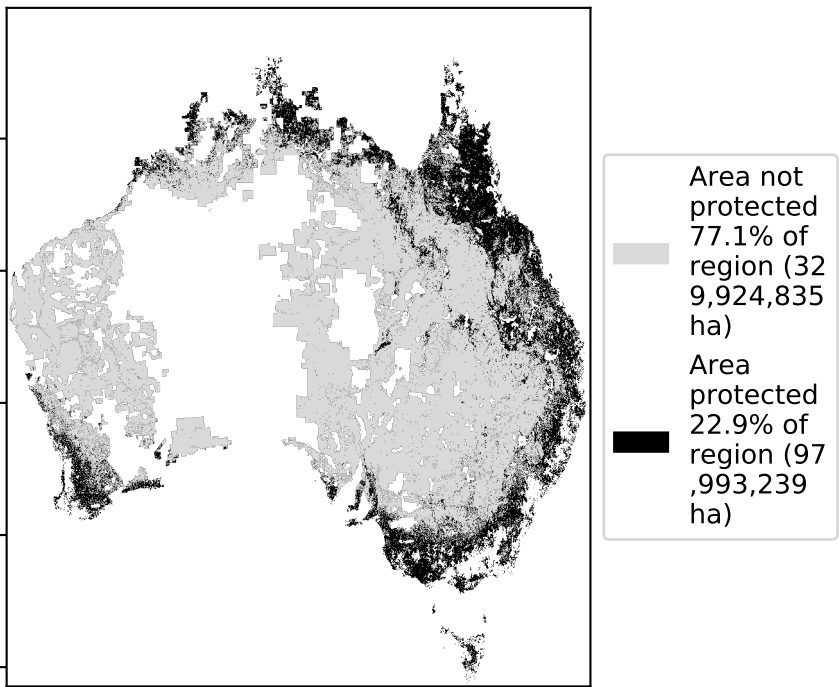 Area not
protected
77.1% of
region (32
9,924,835
ha)
Area
protected
22.9% of
region (97
,993,239
ha)